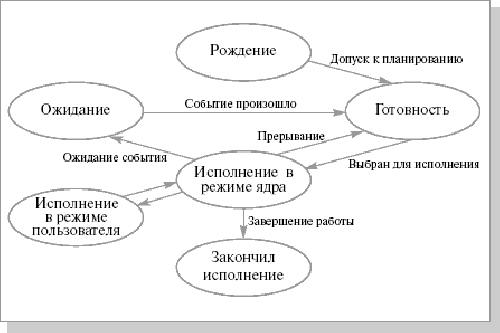 Рождение
Допуск к планированию
Ожидание
Событие произошло
Готовность
Прерывание
Ожидание события
Выбран для исполнения
Исполнение в
режиме ядра
Исполнение
в режиме
пользователя
Завершение работы
Закончил
исполнение